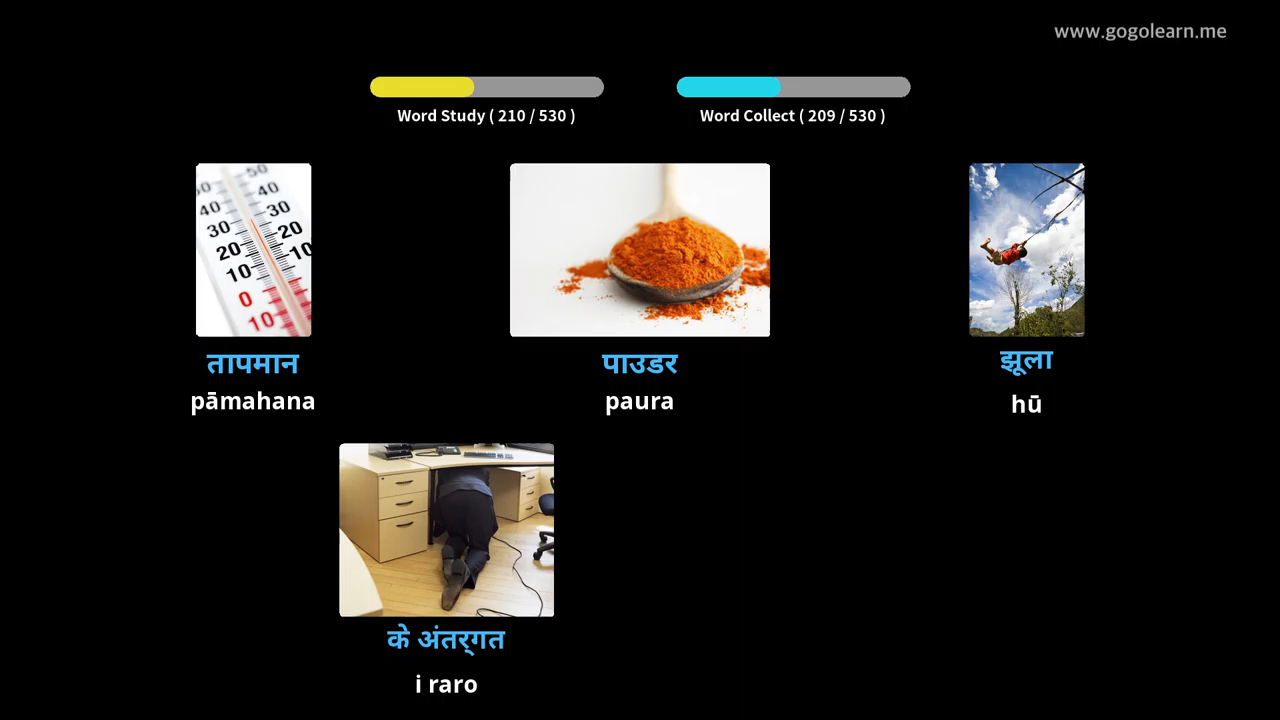 www.gogolearn.me
Word Study ( 210 / 530 )
Word Collect ( 209 / 530 )
तापमान
pāmahana
पाउडर
paura
झूला
hū
के अंतर्गत
i raro